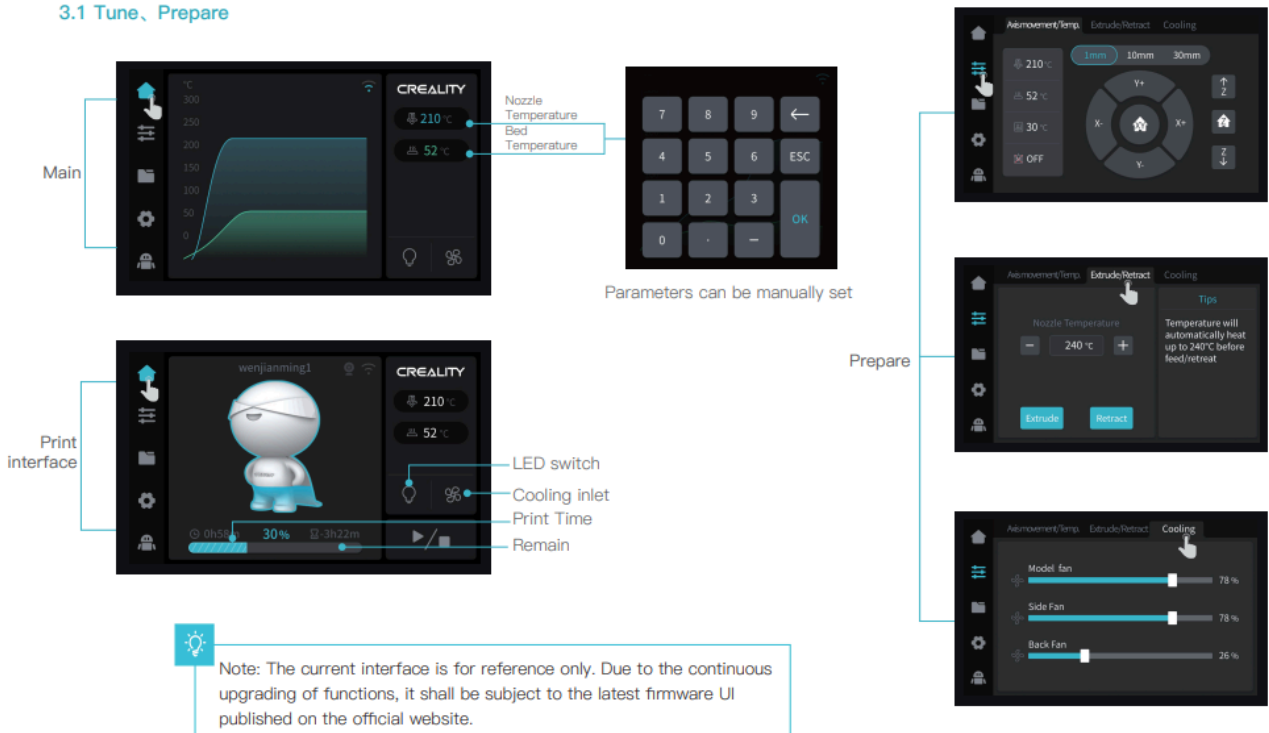 3.1 Tune、Prepare
Main
°C
300
250
200
150
100
50
0
CREALITY
210 °C
52 °C
Nozzle
Temperature
Bed
Temperature
7 8 9 ←
4 5 6 ESC
1 2 3
OK
0 . −
Parameters can be manually set
Print
interface
wenjianming1
CREALITY
210 °C
52 °C
0h58m 30% -3h22m
LED switch
Cooling inlet
Print Time
Remain
Note: The current interface is for reference only. Due to the continuous
upgrading of functions, it shall be subject to the latest firmware UI
published on the official website.
Prepare
Axis movement/Temp. Extrude/Retract Cooling
1mm 10mm 30mm
210 °C
52 °C
30 °C
OFF
Y+
X- X+
Y-
↑
Z
Z
Z
↓
Axis movement/Temp. Extrude/Retract Cooling
Nozzle Temperature
− 240 °C +
Extrude Retract
Tips
Temperature will
automatically heat
up to 240°C before
feed/retreat
Axis movement/Temp. Extrude/Retract Cooling
Model fan
78 %
Side Fan
78 %
Back Fan
26 %